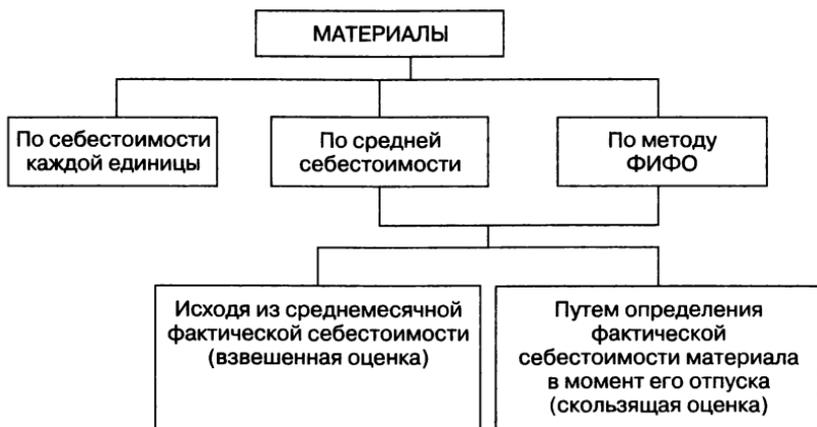 МАТЕРИАЛЫ
По себестоимости
каждой единицы
По средней
себестоимости
По методу
ФИФО
Исходя из среднемесячной
фактической себестоимости
(взвешенная оценка)
Путем определения
фактической
себестоимости материала
в момент его отпуска
(скользящая оценка)